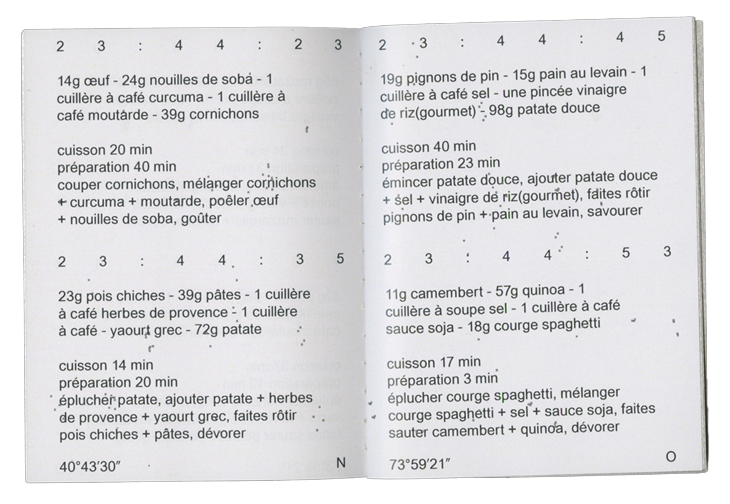 2 3 : 4 4 : 2 3
14g œuf - 24g nouilles de soba - 1
cuillère à café curcuma - 1 cuillère à
café moutarde - 39g cornichons
cuisson 20 min
préparation 40 min
couper cornichons, mélanger cornichons
+ curcuma + moutarde, poêler œuf
+ nouilles de soba, goûter
2 3 : 4 4 : 3 5
23g pois chiches - 39g pâtes - 1 cuillère
à café herbes de provence - 1 cuillère
à café - yaourt grec - 72g patate
cuisson 14 min
préparation 20 min
éplucher patate, ajouter patate + herbes
de provence + yaourt grec, faites rôtir
pois chiches + pâtes, dévorer
40°43'30" N
2 3 : 4 4 : 4 5
19g pignons de pin - 15g pain au levain - 1
cuillère à café sel - une pincée vinaigre
de riz(gourmet) - 98g patate douce
cuisson 40 min
préparation 23 min
émincer patate douce, ajouter patate douce
+ sel + vinaigre de riz(gourmet), faites rôtir
pignons de pin + pain au levain, savourer
2 3 : 4 4 : 5 3
11g camembert - 57g quinoa - 1
cuillère à soupe sel - 1 cuillère à café
sauce soja - 18g courge spaghetti
cuisson 17 min
préparation 3 min
éplucher courge spaghetti, mélanger
courge spaghetti + sel + sauce soja, faites
sauter camembert + quinoa, dévorer
73°59'21" O